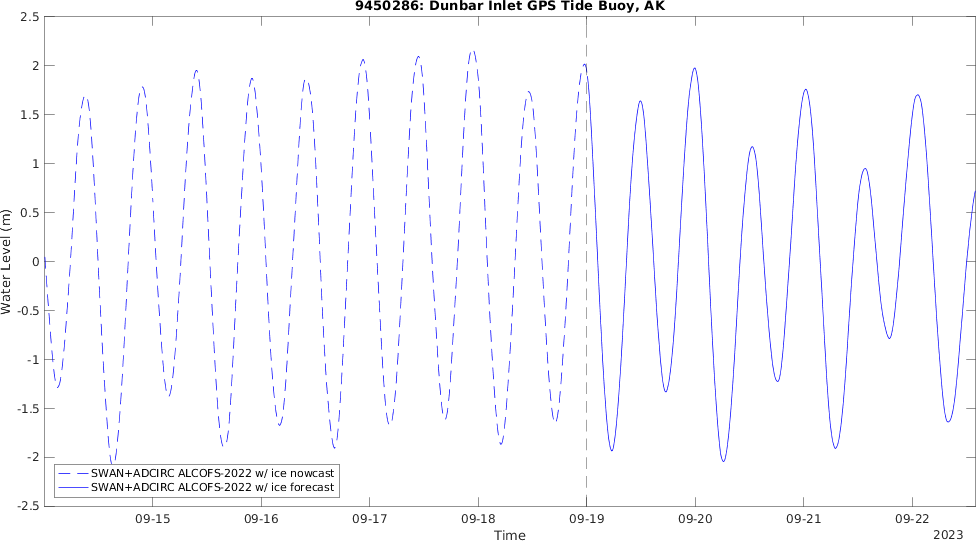 9450286: Dunbar Inlet GPS Tide Buoy, AK
2.5
2
1.5
1
0.5
0
-0.5
-1
-1.5
-2
-2.5
Water Level (m)
SWAN+ADCIRC ALCOFS-2022 w/ ice nowcast
SWAN+ADCIRC ALCOFS-2022 w/ ice forecast
09-15 09-16 09-17 09-18 09-19 09-20 09-21 09-22
Time
2023